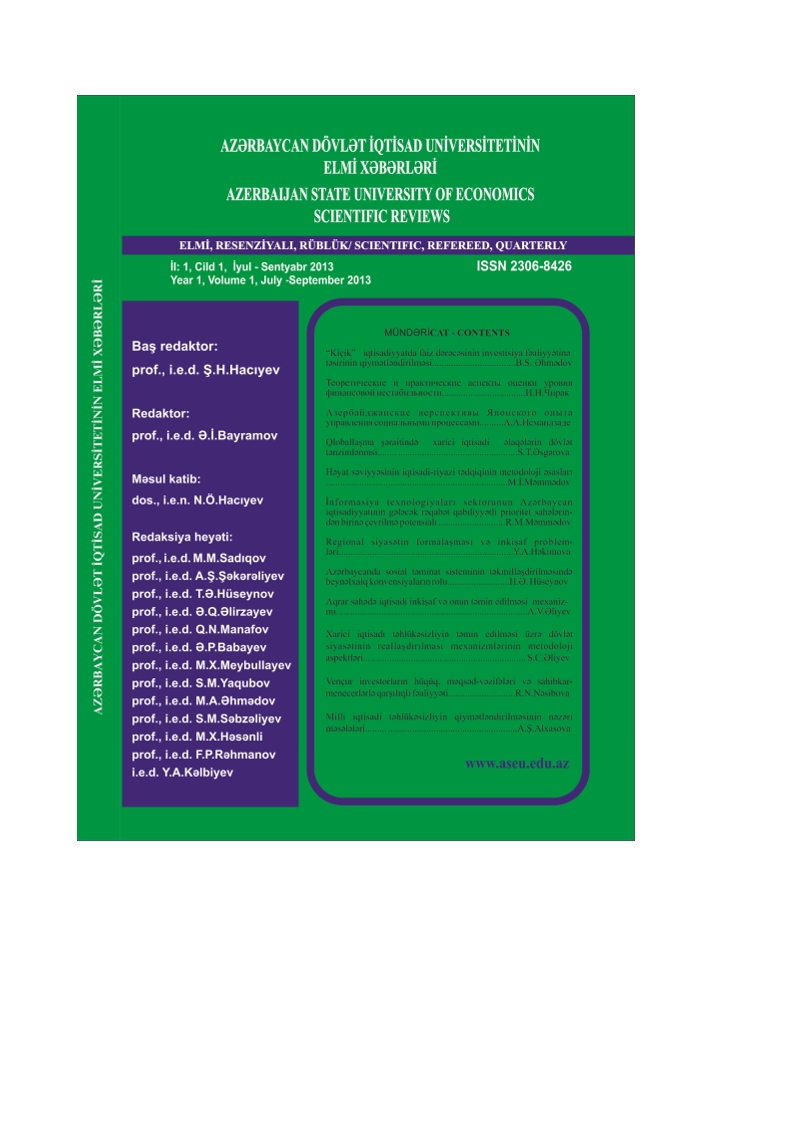 AZƏRBAYCAN DÖVLƏT İQTİSAD UNİVERSİTETİNİN ELMİ XƏBƏRLƏRİ
AZƏRBAYCAN DÖVLƏT İQTİSAD UNİVERSİTETİNİN
ELMİ XƏBƏRLƏRİ
AZERBAIJAN STATE UNIVERSITY OF ECONOMICS
SCIENTIFIC REVIEWS
ELMİ, RESENZİYALI, RÜBLÜK/ SCIENTIFIC, REFEREED, QUARTERLY
İl: 1, Cild 1, İyul - Sentyabr 2013
Year 1, Volume 1, July -September 2013
ISSN 2306-8426
Baş redaktor:
prof., i.e.d. Ş.H.Hacıyev
Redaktor:
prof., i.e.d. Ə.İ.Bayramov
Məsul katib:
dos., i.e.n. N.Ö.Hacıyev
Redaksiya heyəti:
prof., i.e.d. M.M.Sadıqov
prof., i.e.d. A.Ş.Şəkərəliyev
prof., i.e.d. T.Ə.Hüseynov
prof., i.e.d. Ə.Q.Əlirzayev
prof., i.e.d. Q.N.Manafov
prof., i.e.d. Ə.P.Babayev
prof., i.e.d. M.X.Meybullayev
prof., i.e.d. S.M.Yaqubov
prof., i.e.d. M.A.Əhmədov
prof., i.e.d. S.M.Səbzəliyev
prof., i.e.d. M.X.Həsənli
prof., i.e.d. F.P.Rəhmanov
i.e.d. Y.A.Kəlbiyev
MÜNDƏRİCAT - CONTENTS
“Kiçik” iqtisadiyyatda faiz dərəcəsinin investisiya fəaliyyətinə
təsirinin qiymətləndirilməsi..............................B.S. Əhmədov
Теоретические и практические аспекты оценки уровня
финансовой нестабильности..............................И.Н.Чирак
Азербайджанские перспективы Японского опыта
управления социальными процессами.........А.А.Исмаилзаде
Qloballaşma şəraitində xarici iqtisadi əlaqələrin dövlət
tənzimlənməsi..................................................S.T.Əsgərova
Həyat səviyyəsinin iqtisadi-riyazi tədqiqinin metodoloji əsasları
..................................................................M.İ.Məmmədov
İnformasiya texnologiyaları sektorunun Azərbaycan
iqtisadiyyatının gələcək rəqabət qabiliyyətli prioritet sahələrin-
dən birinə çevrilmə potensialı........................R.M.Məmmədov
Regional siyasətin formalaşması və inkişaf problem-
ləri..................................................................Y.A.Həkimova
Azərbaycanda sosial təminat sisteminin təkmilləşdirilməsində
beynəlxalq konvensiyaların rolu......................H.Ə. Hüseynov
Aqrar sahədə iqtisadi inkişaf və onun təmin edilməsi mexaniz-
mi.....................................................................A.V.Əliyev
Xarici iqtisadi təhlükəsizliyin təmin edilməsi üzrə dövlət
siyasətinin reallaşdırılması mexanizmlərinin metodoloji
aspektləri..........................................................S.C.Əliyev
Vençur investorların hüquq, məqsəd-vəzifələri və sahibkar-
menecerlərlə qarşılıqlı fəaliyyəti........................R.N.Nəsibova
Milli iqtisadi təhlükəsizliyin qiymətləndirilməsinin nəzəri
məsələləri......................................................A.Ş.Alxasova
www.aseu.edu.az